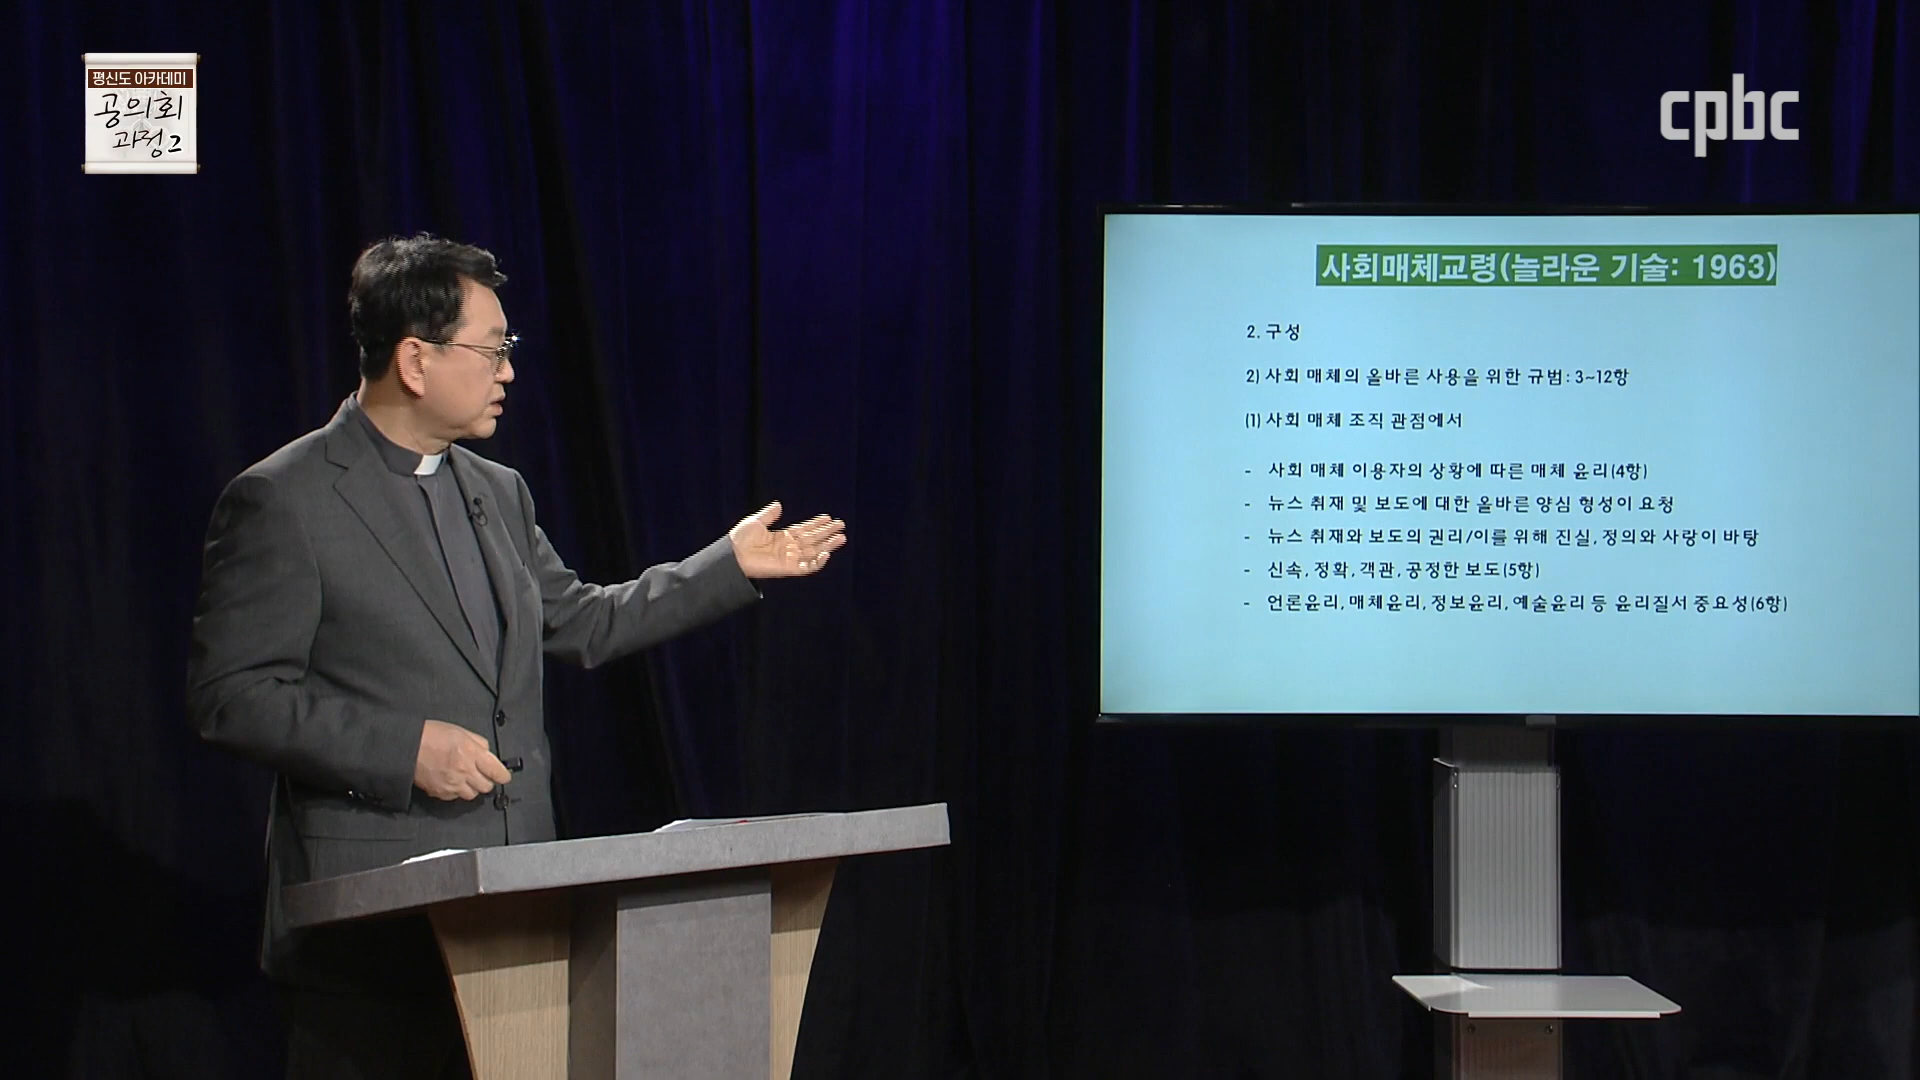 평신도 아카데미
공의회
과정2
cpbc
사회매체교령(놀라운 기술: 1963)
2. 구성
2) 사회 매체의 올바른 사용을 위한 규범: 3~12항
(1) 사회 매체 조직 관점에서
- 사회 매체 이용자의 상황에 따른 매체 윤리(4항)
- 뉴스 취재 및 보도에 대한 올바른 양심 형성이 요청
- 뉴스 취재와 보도의 권리/이를 위해 진실, 정의와 사랑이 바탕
- 신속, 정확, 객관, 공정한 보도(5항)
- 언론윤리, 매체윤리, 정보윤리, 예술윤리 등 윤리질서 중요성(6항)